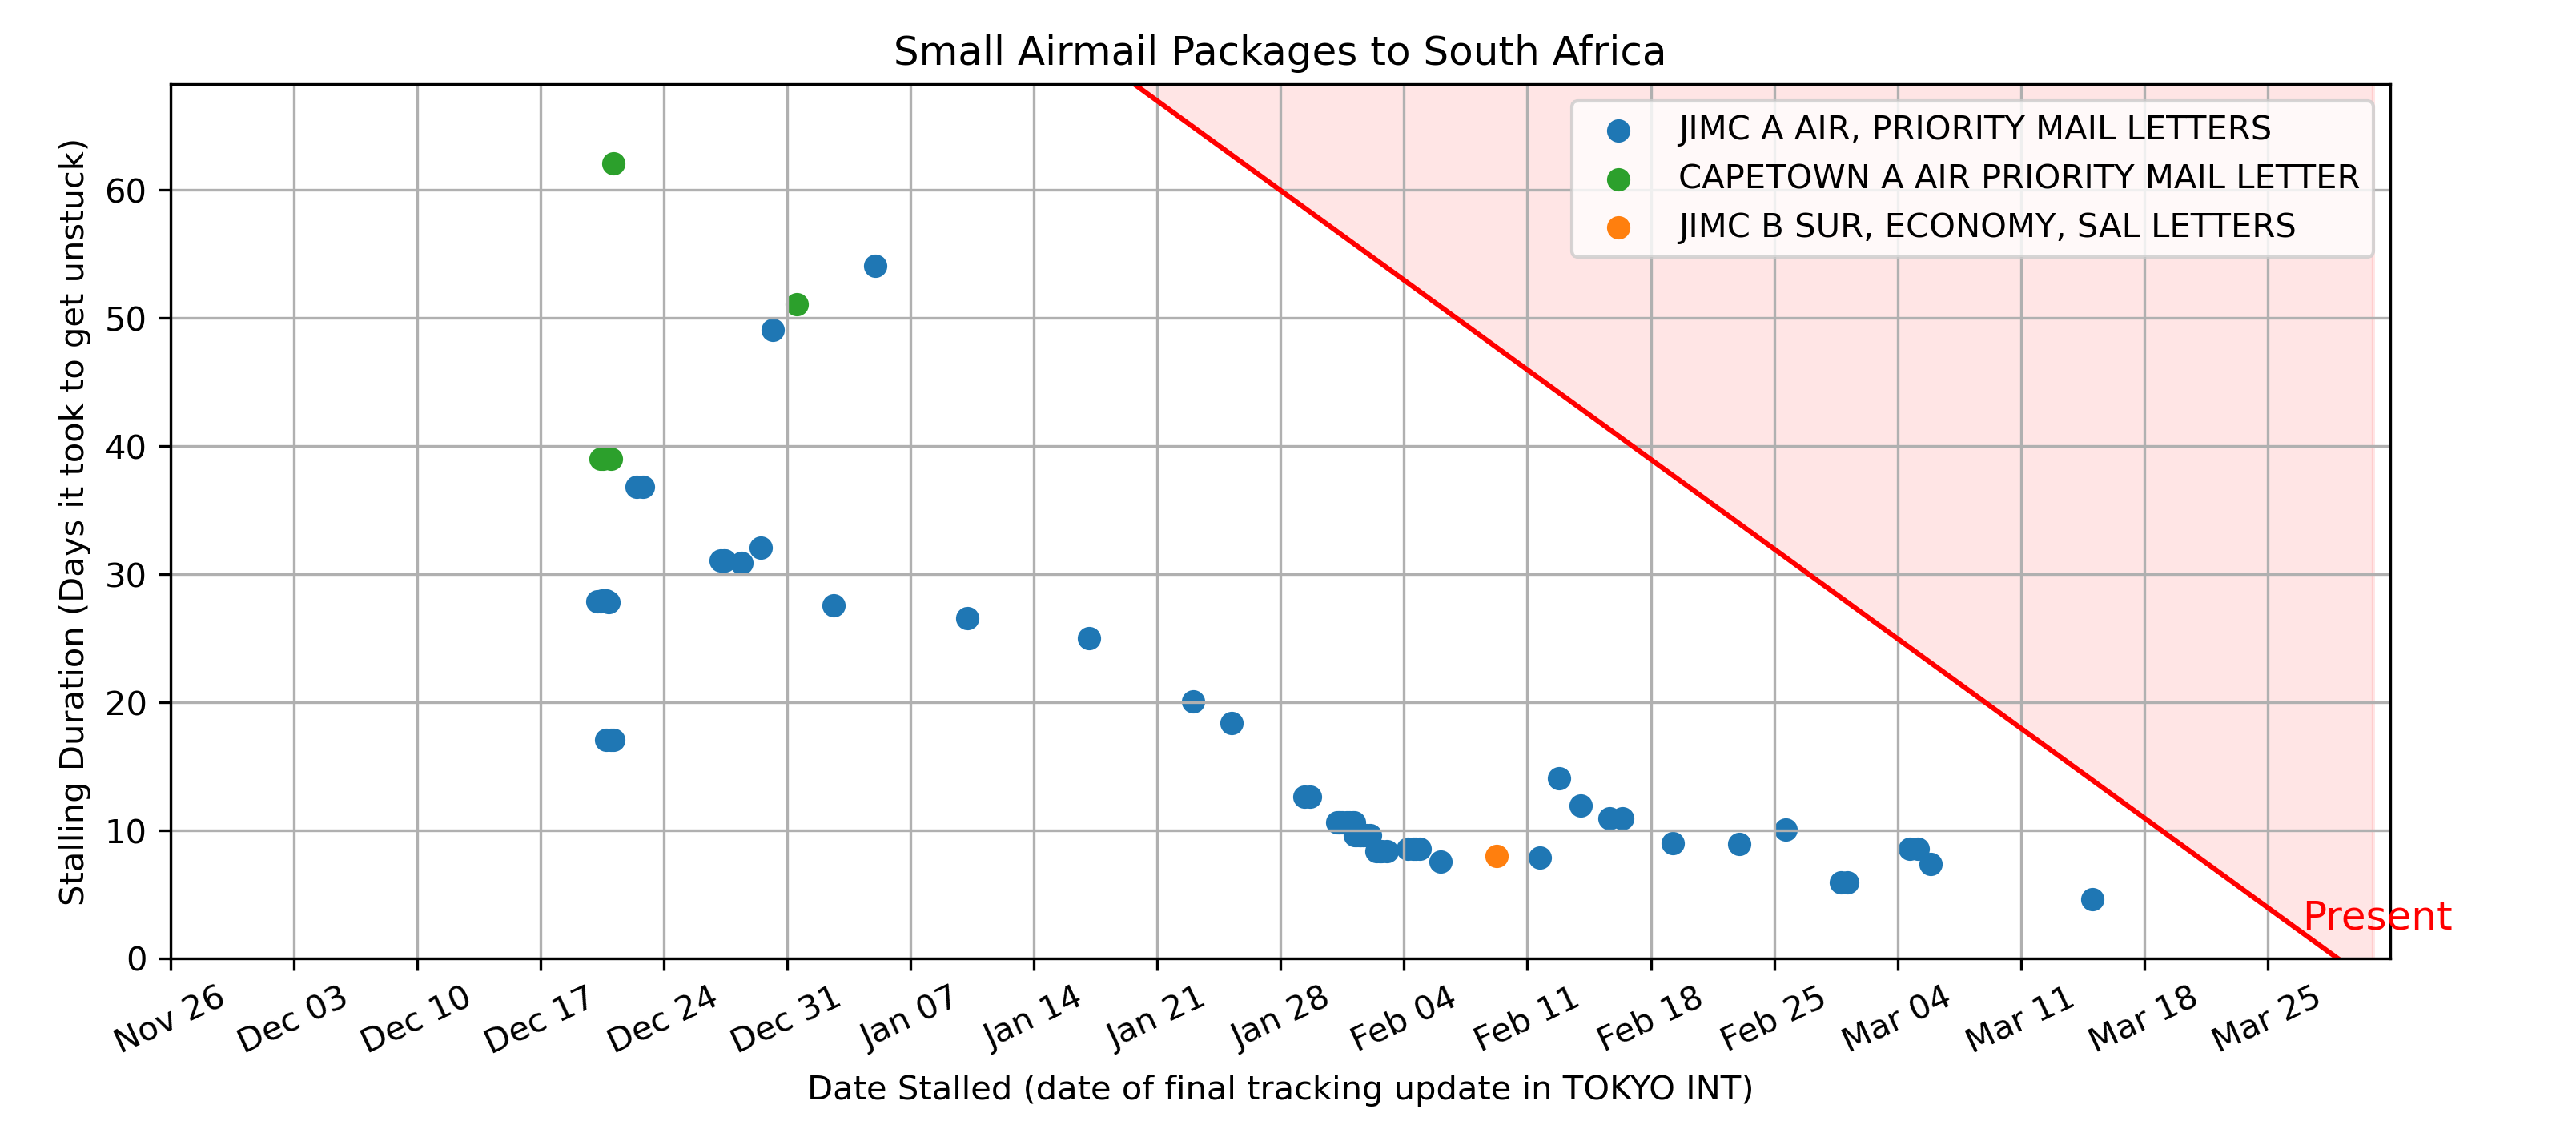 Small Airmail Packages to South Africa
JIMC A AIR, PRIORITY MAIL LETTERS
CAPETOWN A AIR PRIORITY MAIL LETTER
JIMC B SUR, ECONOMY, SAL LETTERS
Stalling Duration (Days it took to get unstuck)
60
50
40
30
20
10
0
Present
Nov 26
Dec 03
Dec 10
Dec 17
Dec 24
Dec 31
Jan 07
Jan 14
Jan 21
Jan 28
Feb 04
Feb 11
Feb 18
Feb 25
Mar 04
Mar 11
Mar 18
Mar 25
Date Stalled (date of final tracking update in TOKYO INT)